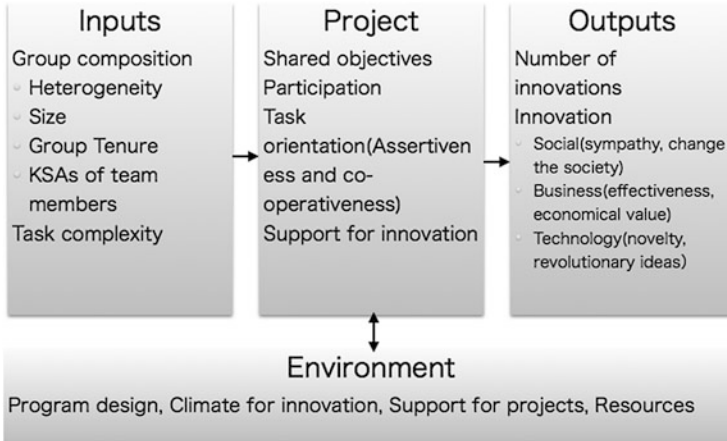 Inputs
Group composition
Heterogeneity
Size
Group Tenure
KSAs of team
members
Task complexity
Project
Shared objectives
Participation
Task
orientation(Assertiven
ess and co-
operativeness)
Support for innovation
Outputs
Number of
innovations
Innovation
Social(sympathy, change
the society)
Business(effectiveness,
economical value)
Technology(novelty,
revolutionary ideas)
Environment
Program design, Climate for innovation, Support for projects, Resources